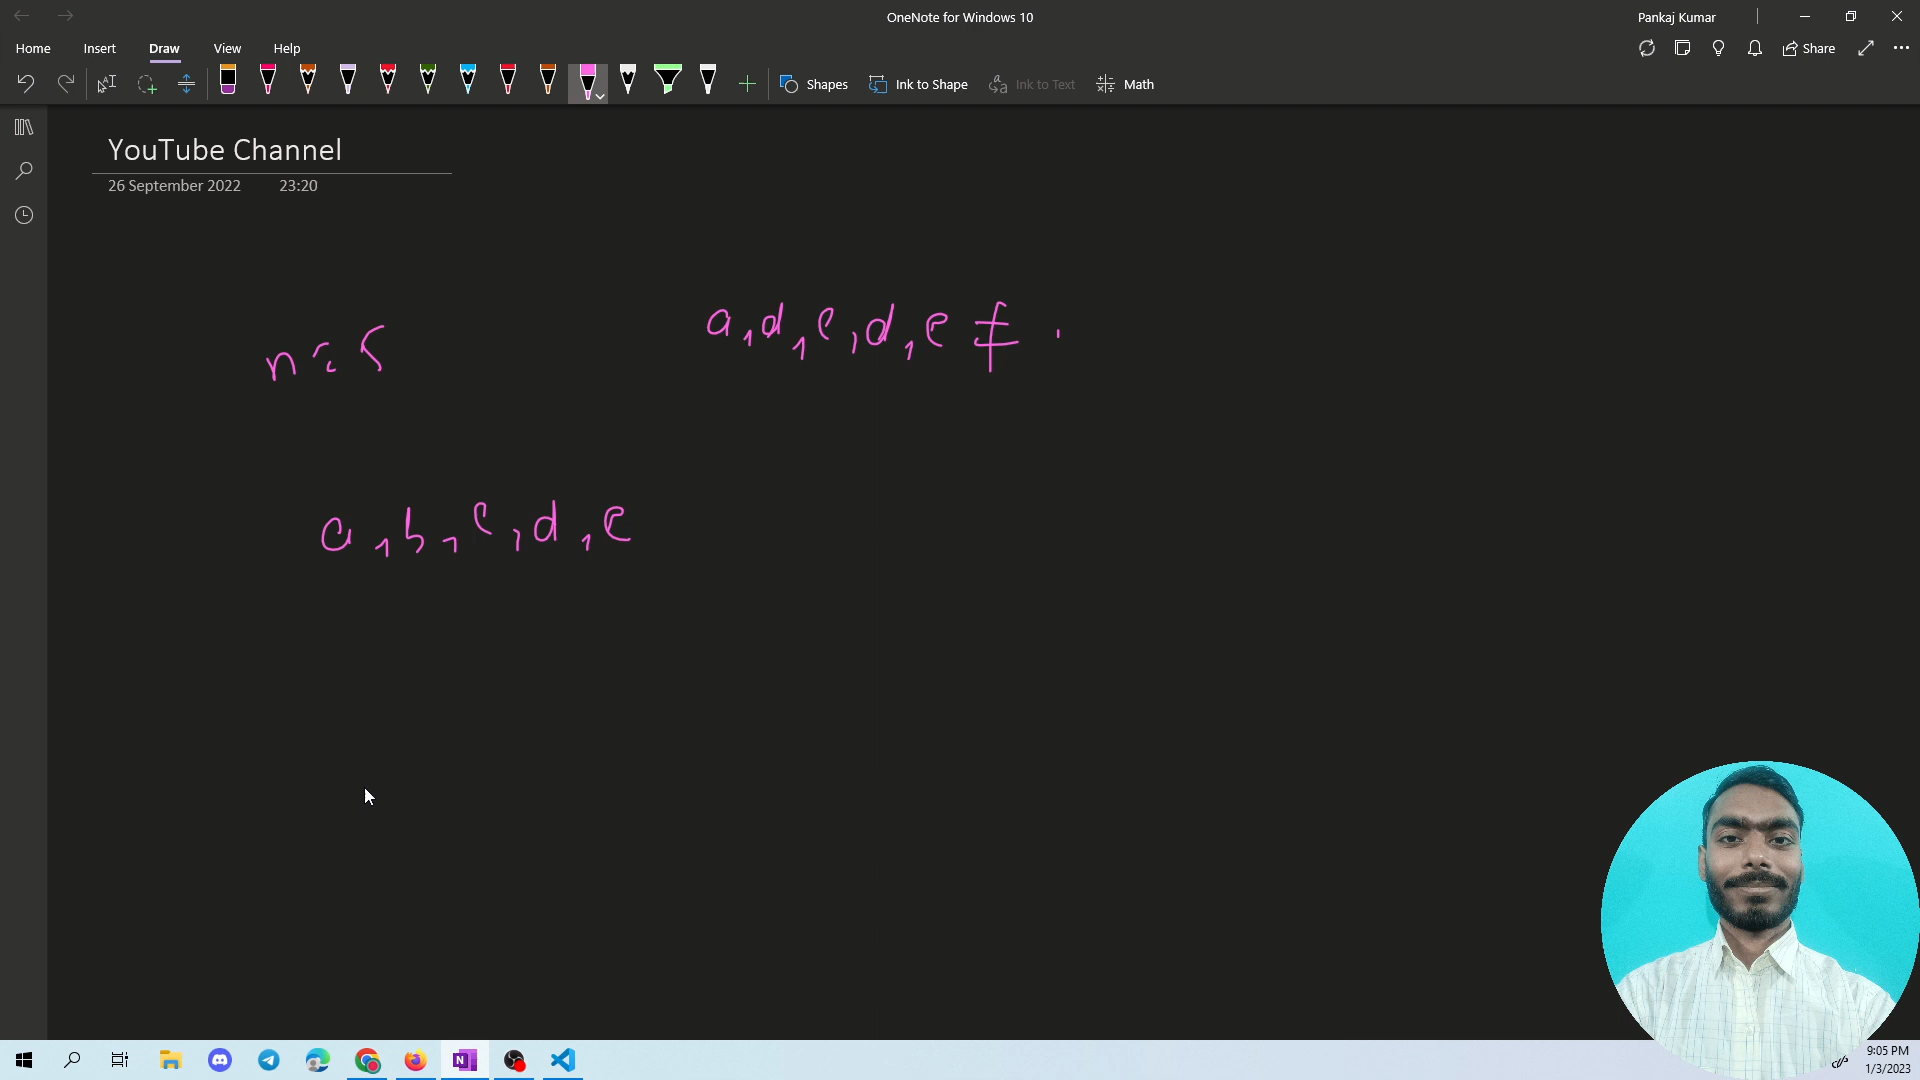 OneNote for Windows 10
Pankaj Kumar
Home Insert Draw View Help
Share
Shapes Ink to Shape Ink to Text Math
YouTube Channel
26 September 2022 23:20
a, d, c, d, e f .
n = 5
a, b, c, d, e
9:05 PM
1/3/2023